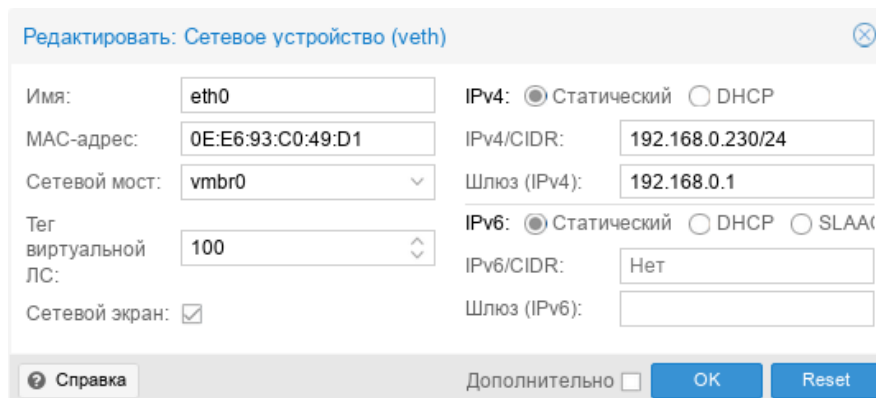 Редактировать: Сетевое устройство (veth)
Имя: eth0
MAC-адрес: 0E:E6:93:C0:49:D1
Сетевой мост: vmbr0
Тег виртуальной ЛС: 100
Сетевой экран:
IPv4: Статический DHCP
IPv4/CIDR: 192.168.0.230/24
Шлюз (IPv4): 192.168.0.1
IPv6: Статический DHCP SLAAC
IPv6/CIDR: Нет
Шлюз (IPv6):
Справка
Дополнительно OK Reset